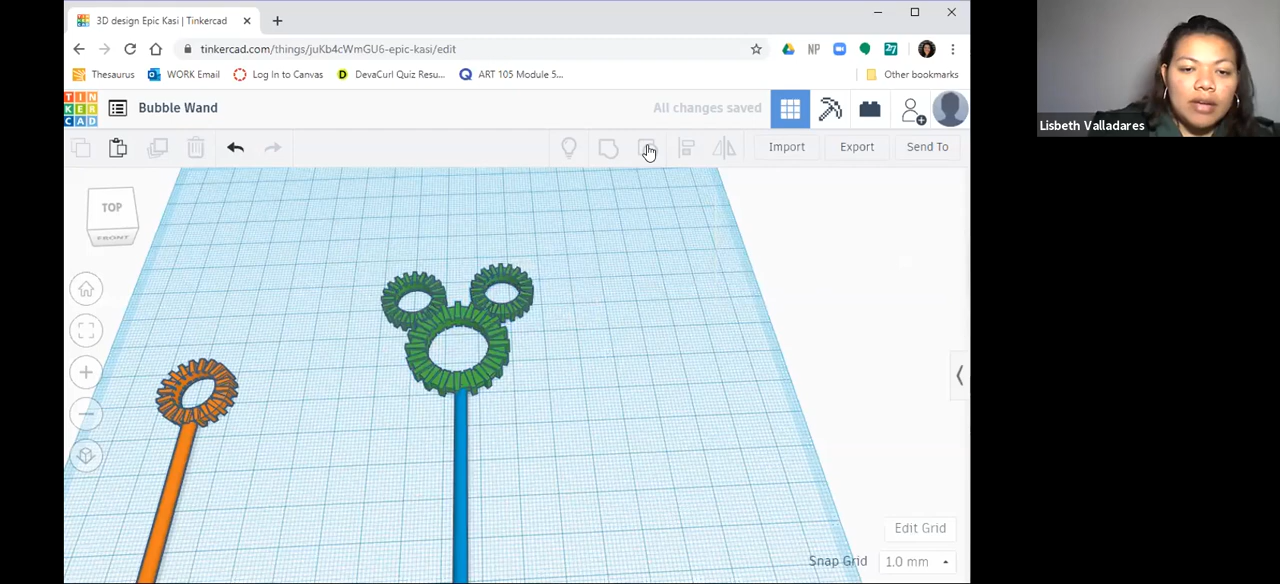 3D design Epic Kasi | Tinkercad
tinkercad.com/things/juKb4cWmGU6-epic-kasi/edit
NP
27
Thesaurus
WORK Email
Log In to Canvas
D
DevaCurl Quiz Resu...
ART 105 Module 5...
Other bookmarks
TIN
KER
CAD
Bubble Wand
All changes saved
Lisbeth Valladares
Import
Export
Send To
TOP
FRONT
Edit Grid
Snap Grid
1.0 mm